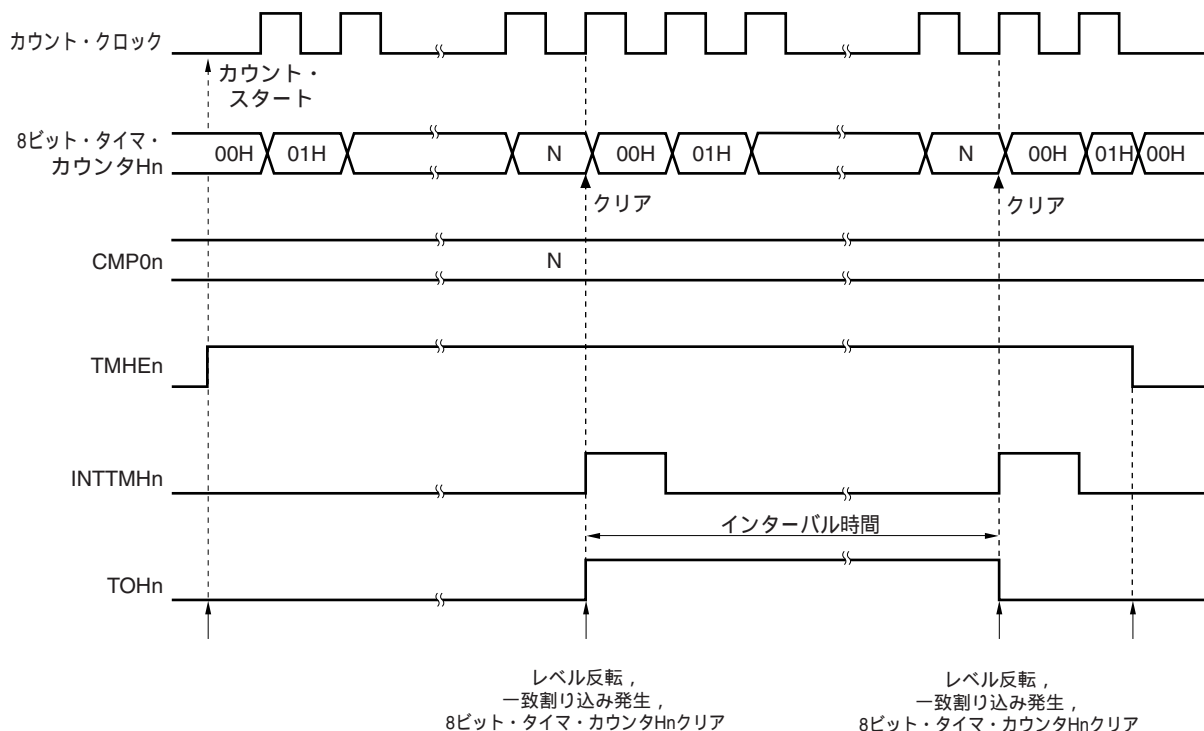 カウント・クロック
カウント・
スタート
8ビット・タイマ・
カウンタHn
00H
01H
N
00H
01H
N
00H
01H
00H
クリア
クリア
CMP0n
N
TMHEn
INTTMHn
インターバル時間
TOHn
レベル反転，
一致割り込み発生，
8ビット・タイマ・カウンタHnクリア
レベル反転，
一致割り込み発生，
8ビット・タイマ・カウンタHnクリア